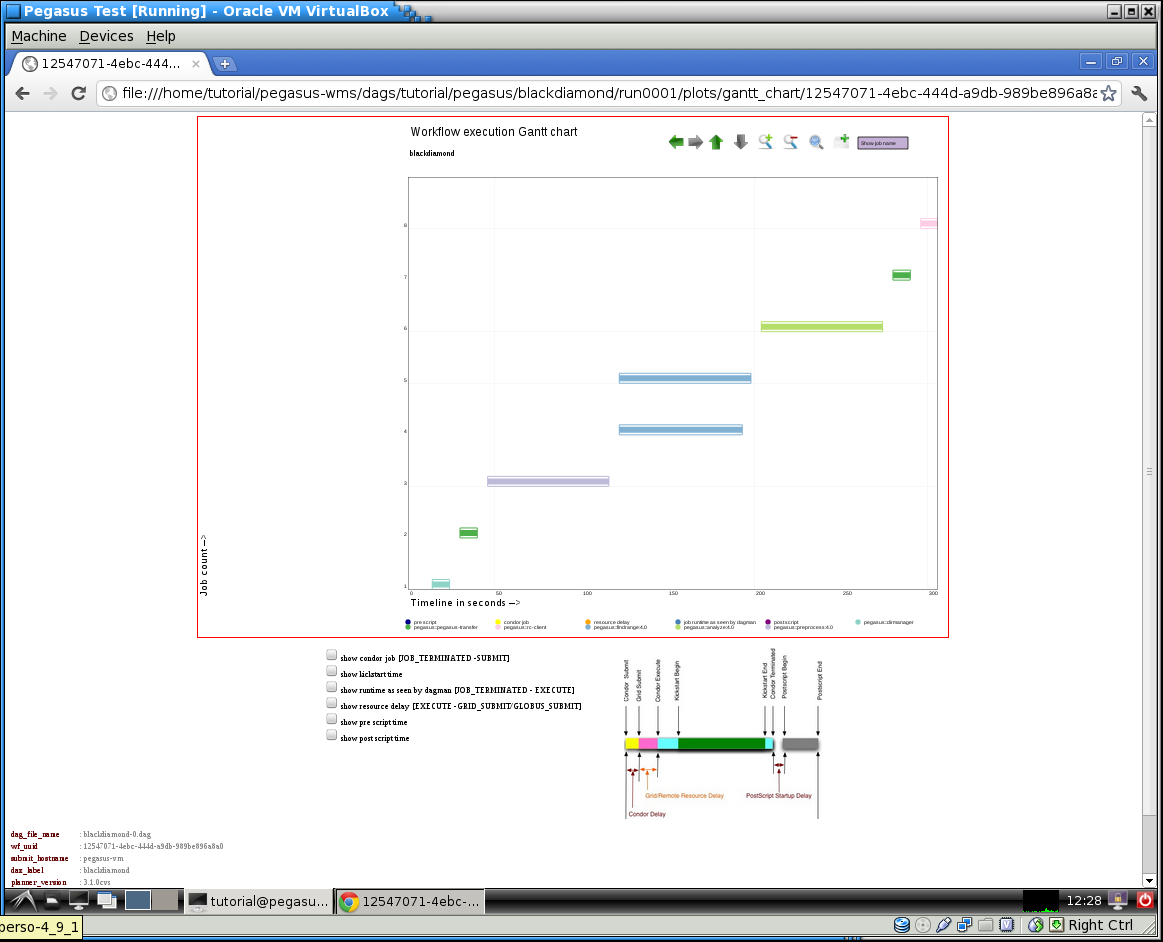 Pegasus Test [Running] - Oracle VM VirtualBox
Machine Devices Help
12547071-4ebc-444...
file:///home/tutorial/pegasus-wms/dags/tutorial/pegasus/blackdiamond/run0001/plots/gantt_chart/12547071-4ebc-444d-a9db-989be896a8a
Workflow execution Gantt chart
Show job name
blackdiamond
8
7
6
5
4
3
2
1
0 50 100 150 200 250 300
Job count -->
Timeline in seconds -->
pre script condor job resource delay job runtime as seen by dagman postscript pegasus::dirmanager
pegasus::pegasus-transfer pegasus::rc-client pegasus::findrange:4.0 pegasus::analyze:4.0 pegasus::preprocess:4.0
show condor job [JOB_TERMINATED -SUBMIT]
show kickstart time
show runtime as seen by dagman [JOB_TERMINATED - EXECUTE]
show resource delay [EXECUTE -GRID_SUBMIT/GLOBUS_SUBMIT]
show pre script time
show post script time
Condor Submit
Grid Submit
Condor Execute
Kickstart Begin
Kickstart End
Condor Terminated
Postscript Begin
Postscript End
Grid/Remote Resource Delay
PostScript Startup Delay
Condor Delay
dag_file_name : blackdiamond-0.dag
wf_uuid : 12547071-4ebc-444d-a9db-989be896a8a0
submit_hostname : pegasus-vm
dax_label : blackdiamond
planner_version : 3.1.0cvs
tutorial@pegasu...
12547071-4ebc-...
12:28
perso-4_9_1
Right Ctrl